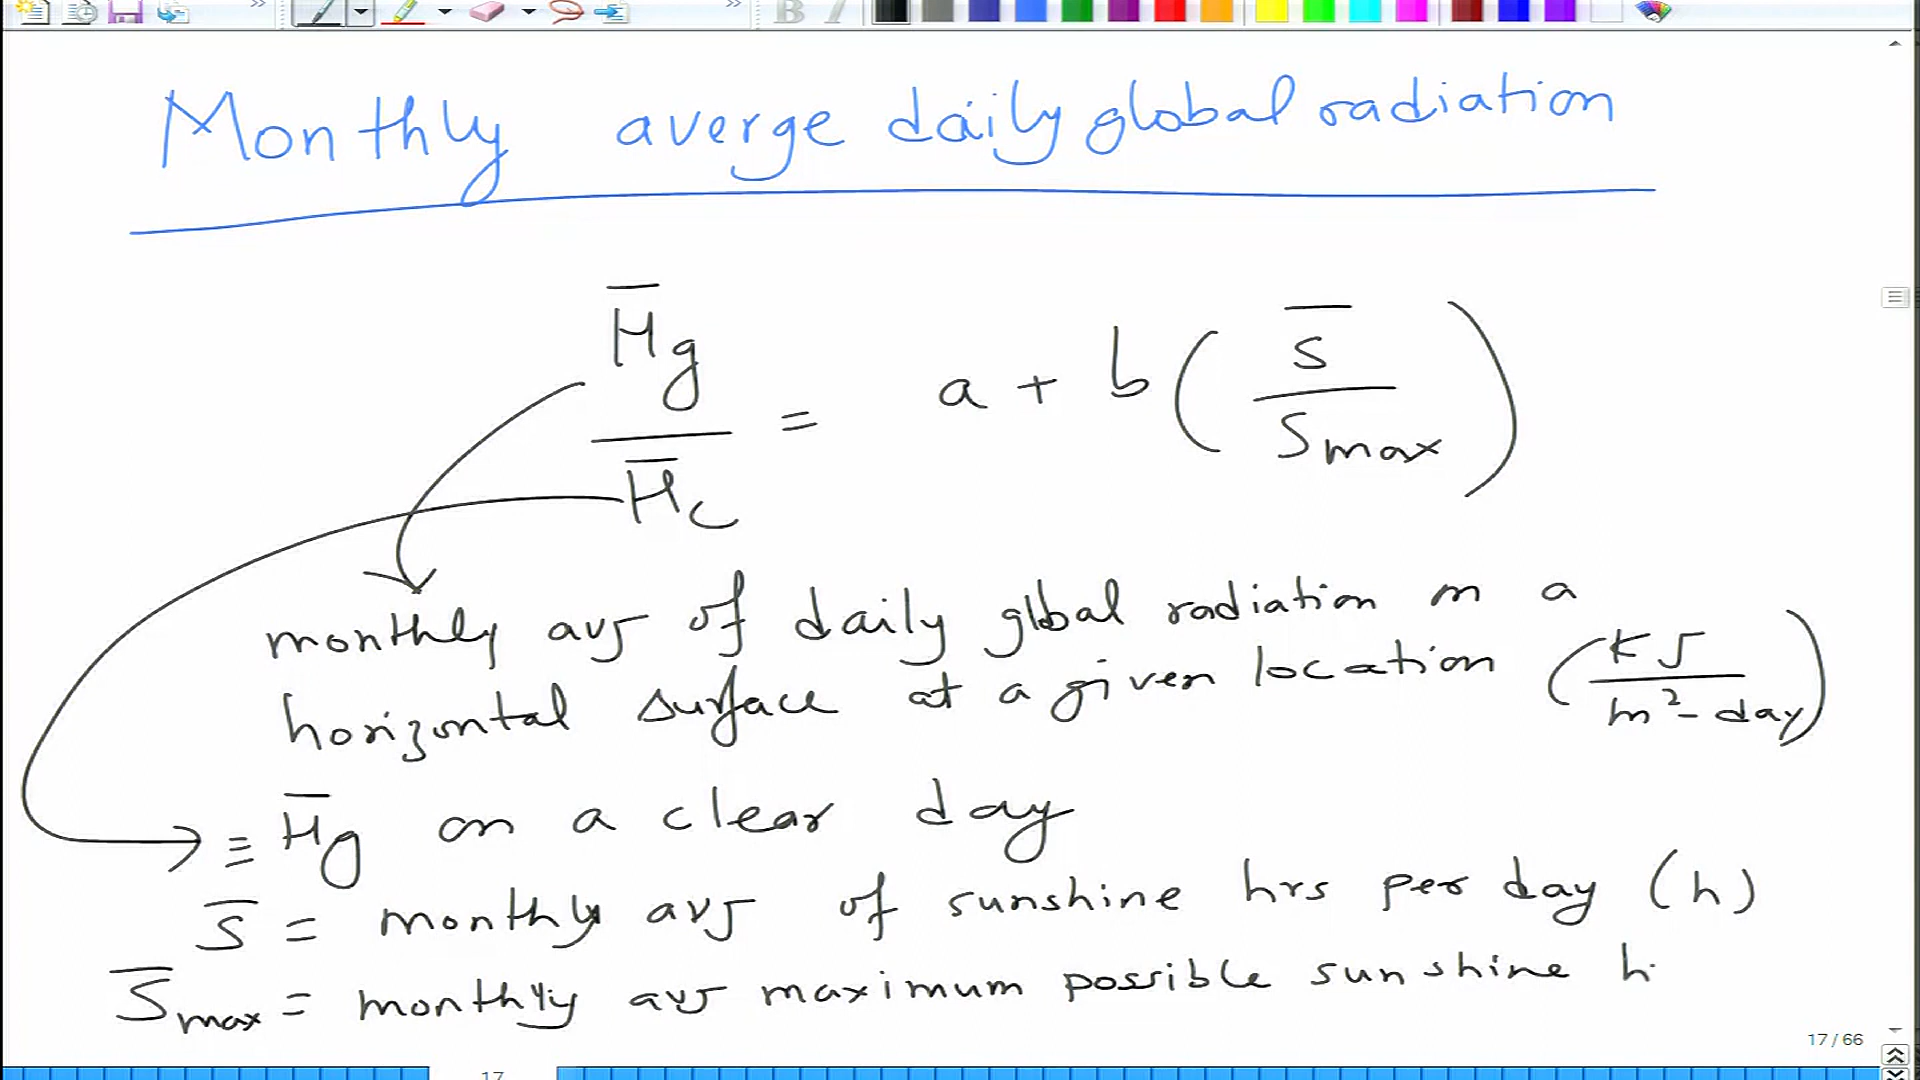 Monthly averge daily global radiation
H̅g / H̅c = a + b ( s̅ / Smax )
monthly avg of daily global radiation on a
horizontal surface at a given location ( KJ / m²-day )
≡ H̅g on a clear day
s̅ = monthly avg of sunshine hrs per day (h)
S̅max = monthly avg maximum possible sunshine h
17 / 66
17